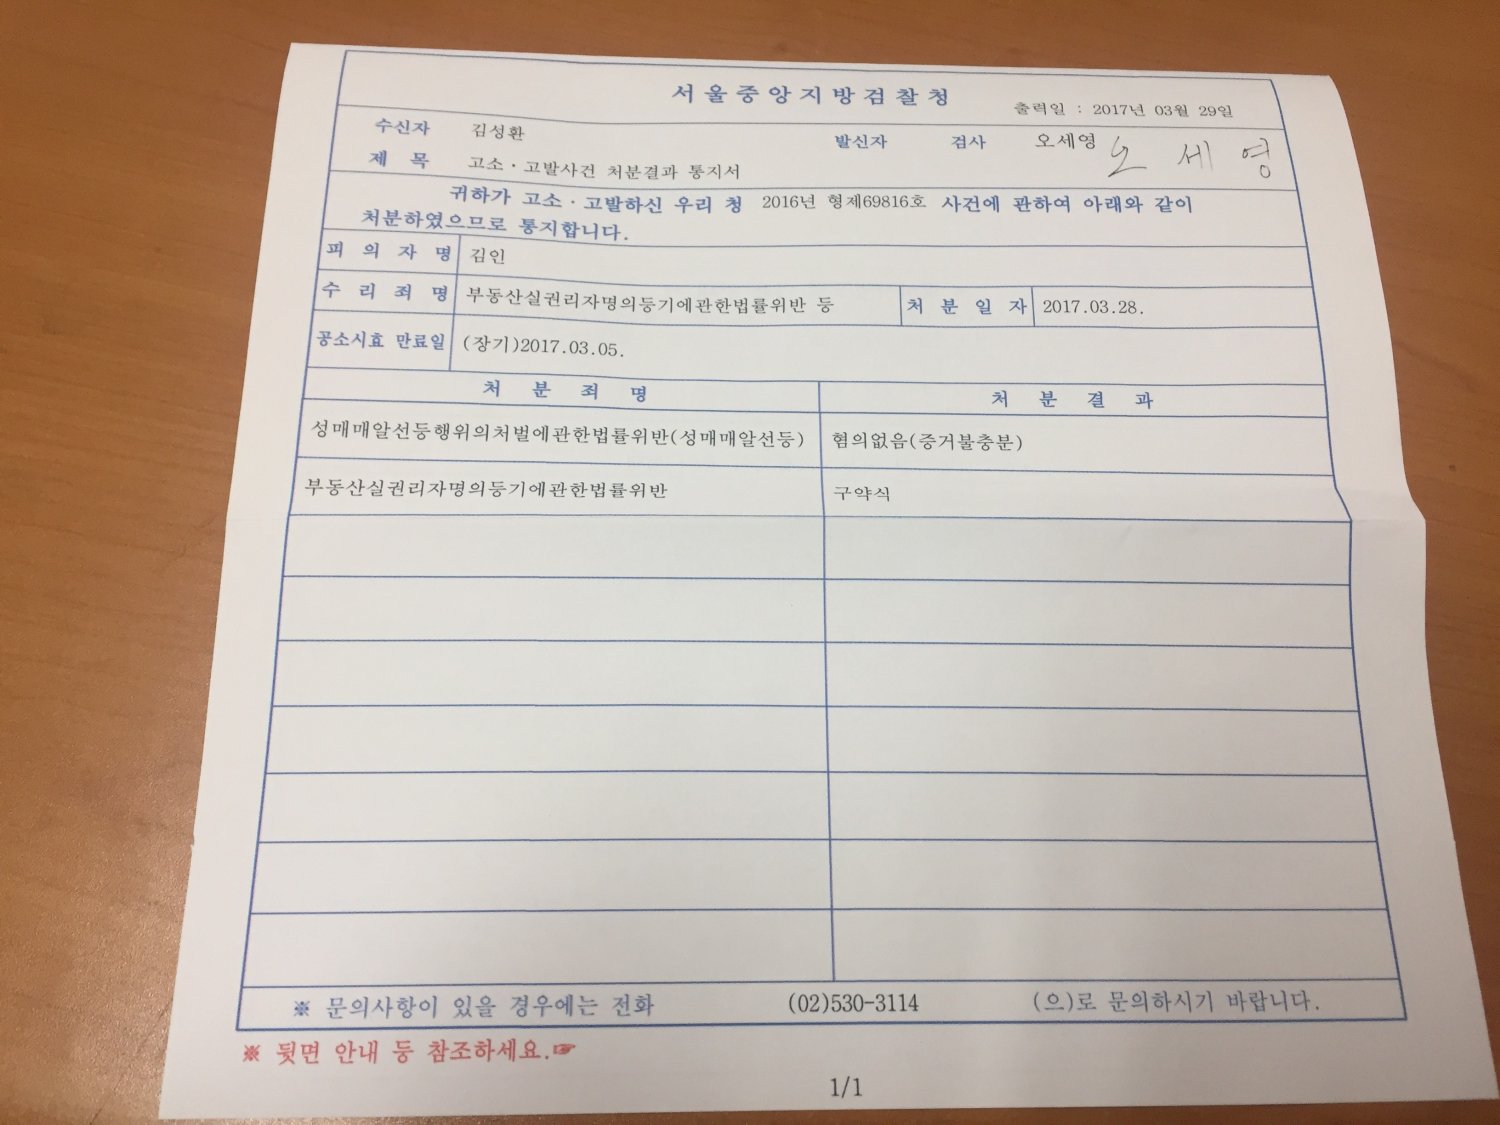 서울중앙지방검찰청
출력일 : 2017년 03월 29일
수신자 김성환 발신자 검사 오세영 오세영
제 목 고소·고발사건 처분결과 통지서
귀하가 고소·고발하신 우리 청 2016년 형제69816호 사건에 관하여 아래와 같이
처분하였으므로 통지합니다.
피 의 자 명 김인
수 리 죄 명 부동산실권리자명의등기에관한법률위반 등 처 분 일 자 2017.03.28.
공소시효 만료일 (장기)2017.03.05.
처 분 죄 명 처 분 결 과
성매매알선등행위의처벌에관한법률위반(성매매알선등) 혐의없음(증거불충분)
부동산실권리자명의등기에관한법률위반 구약식
※ 문의사항이 있을 경우에는 전화 (02)530-3114 (으)로 문의하시기 바랍니다.
※ 뒷면 안내 등 참조하세요.☞
1/1